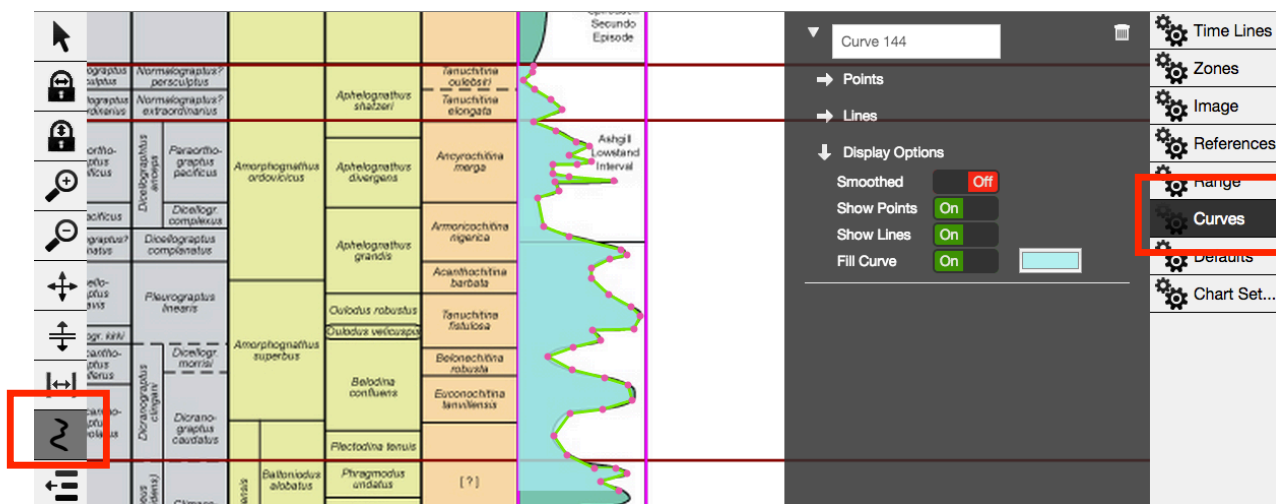 Secundo
Episode
Normalograptus?
persculptus
Normalograptus?
extraordinarius
Dicellograptus
anceps
Paraortho-
graptus
pacificus
Dicellogr.
complexus
Dicellograptus
complanatus
Pleurograptus
linearis
Dicranograptus
clingani
Dicellogr.
morrisi
Dicrano-
graptus
caudatus
Amorphognathus
ordovicicus
Amorphognathus
superbus
Baltoniodus
alobatus
Aphelognathus
shatzeri
Aphelognathus
divergens
Aphelognathus
grandis
Oulodus robustus
Oulodus velicuspis
Belodina
confluens
Plectodina tenuis
Phragmodus
undatus
Tanuchitina
oulebsiri
Tanuchitina
elongata
Ancyrochitina
merga
Armoricochitina
nigerica
Acanthochitina
barbata
Tanuchitina
fistulosa
Belonechitina
robusta
Euconochitina
tanvillensis
[?]
Ashgill
Lowstand
Interval
Curve 144
Points
Lines
Display Options
Smoothed Off
Show Points On
Show Lines On
Fill Curve On
Time Lines
Zones
Image
References
Range
Curves
Defaults
Chart Set...